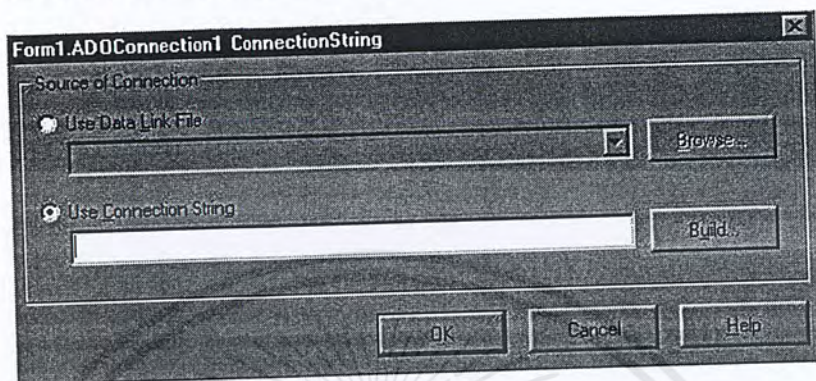 Form1.ADOConnection1 ConnectionString
Source of Connection
Use Data Link File
Browse...
Use Connection String
Build...
OK
Cancel
Help